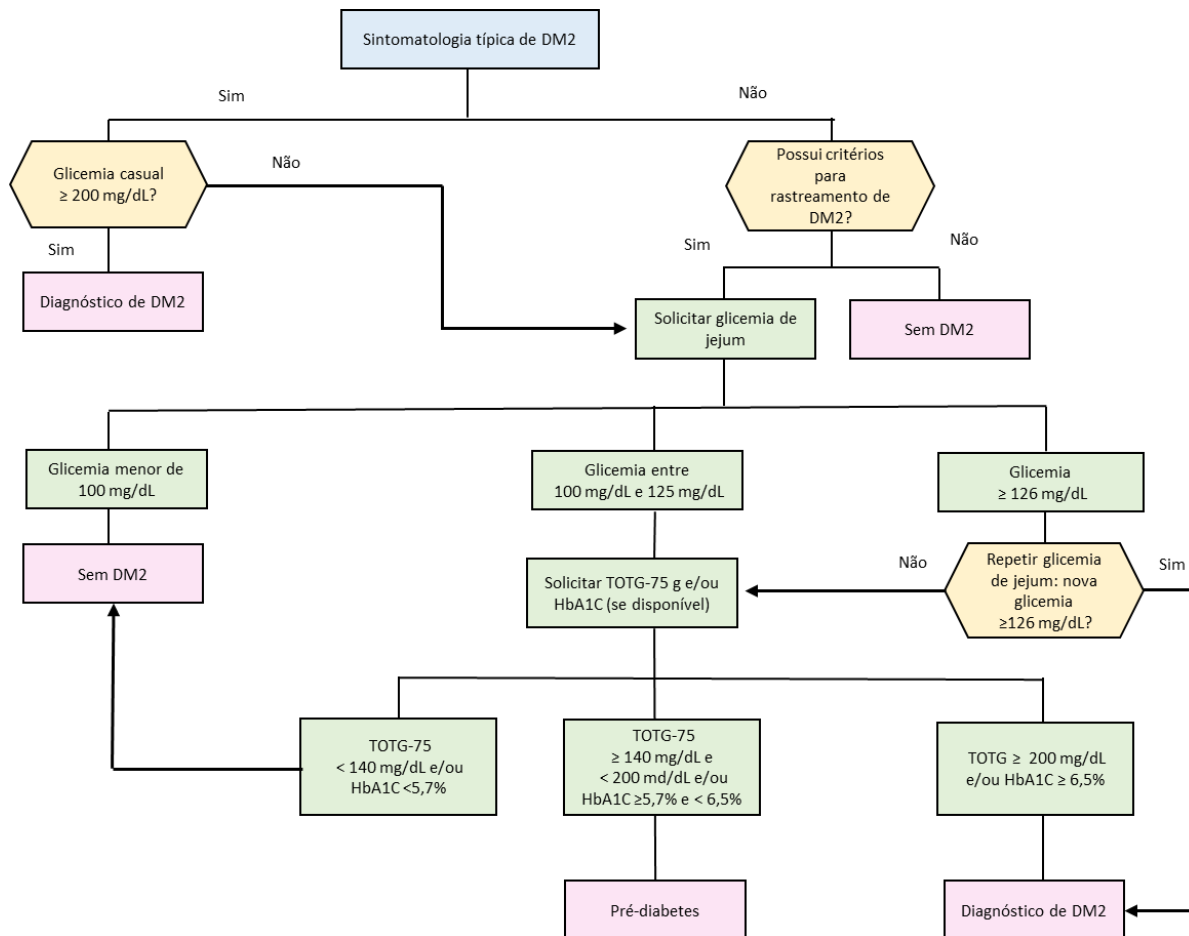 Sintomatologia típica de DM2
Sim
Não
Glicemia casual
≥ 200 mg/dL?
Não
Possui critérios
para
rastreamento de
DM2?
Sim
Sim
Não
Diagnóstico de DM2
Solicitar glicemia de
jejum
Sem DM2
Glicemia menor de
100 mg/dL
Glicemia entre
100 mg/dL e 125 mg/dL
Glicemia
≥ 126 mg/dL
Sem DM2
Solicitar TOTG-75 g e/ou
HbA1C (se disponível)
Não
Repetir glicemia
de jejum: nova
glicemia
≥126 mg/dL?
Sim
TOTG-75
< 140 mg/dL e/ou
HbA1C <5,7%
TOTG-75
≥ 140 mg/dL e
< 200 md/dL e/ou
HbA1C ≥5,7% e < 6,5%
TOTG ≥ 200 mg/dL
e/ou HbA1C ≥ 6,5%
Pré-diabetes
Diagnóstico de DM2